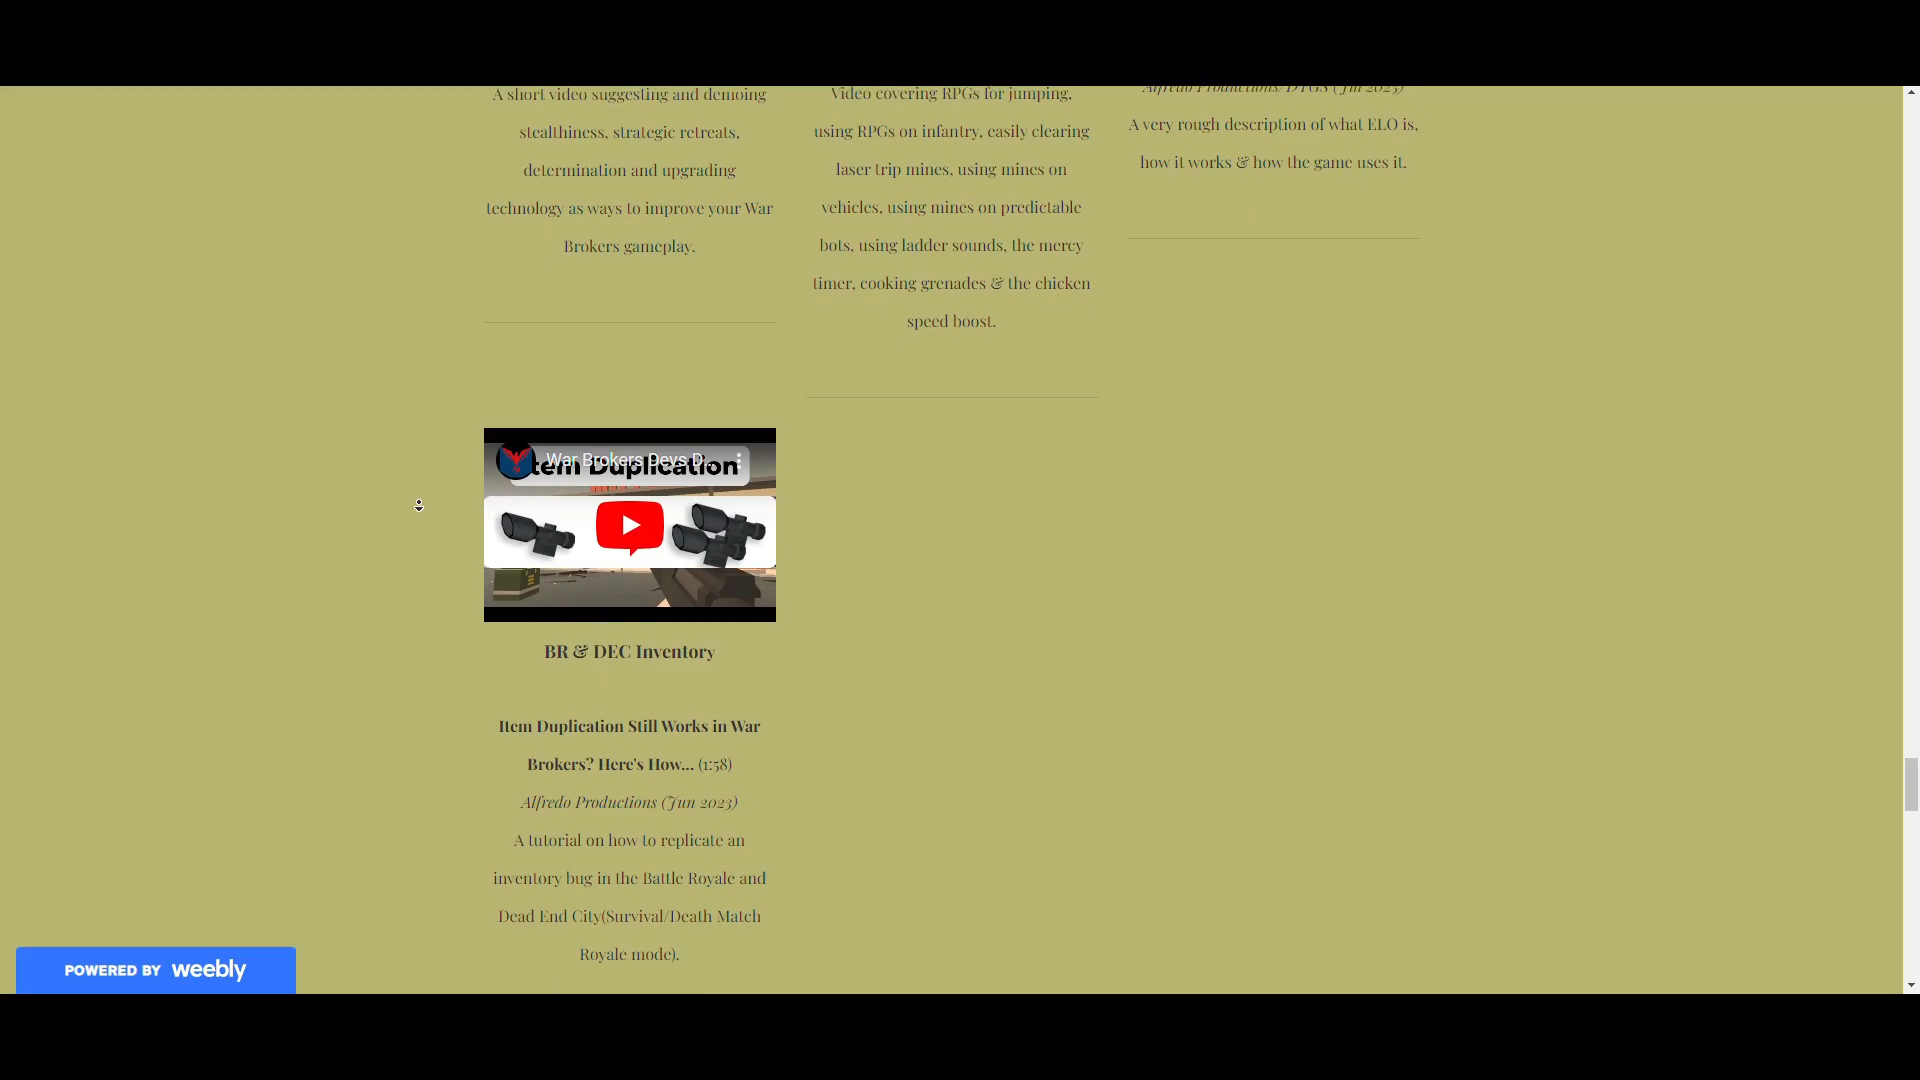 A short video suggesting and demoing
stealthiness, strategic retreats,
determination and upgrading
technology as ways to improve your War
Brokers gameplay.
Video covering RPGs for jumping,
using RPGs on infantry, easily clearing
laser trip mines, using mines on
vehicles, using mines on predictable
bots, using ladder sounds, the mercy
timer, cooking grenades & the chicken
speed boost.
Alfredo Productions/DTGS (Jul 2023)
A very rough description of what ELO is,
how it works & how the game uses it.
War Brokers Devs D...
Item Duplication
BR & DEC Inventory
Item Duplication Still Works in War
Brokers? Here's How... (1:58)
Alfredo Productions (Jun 2023)
A tutorial on how to replicate an
inventory bug in the Battle Royale and
Dead End City(Survival/Death Match
Royale mode).
POWERED BY weebly